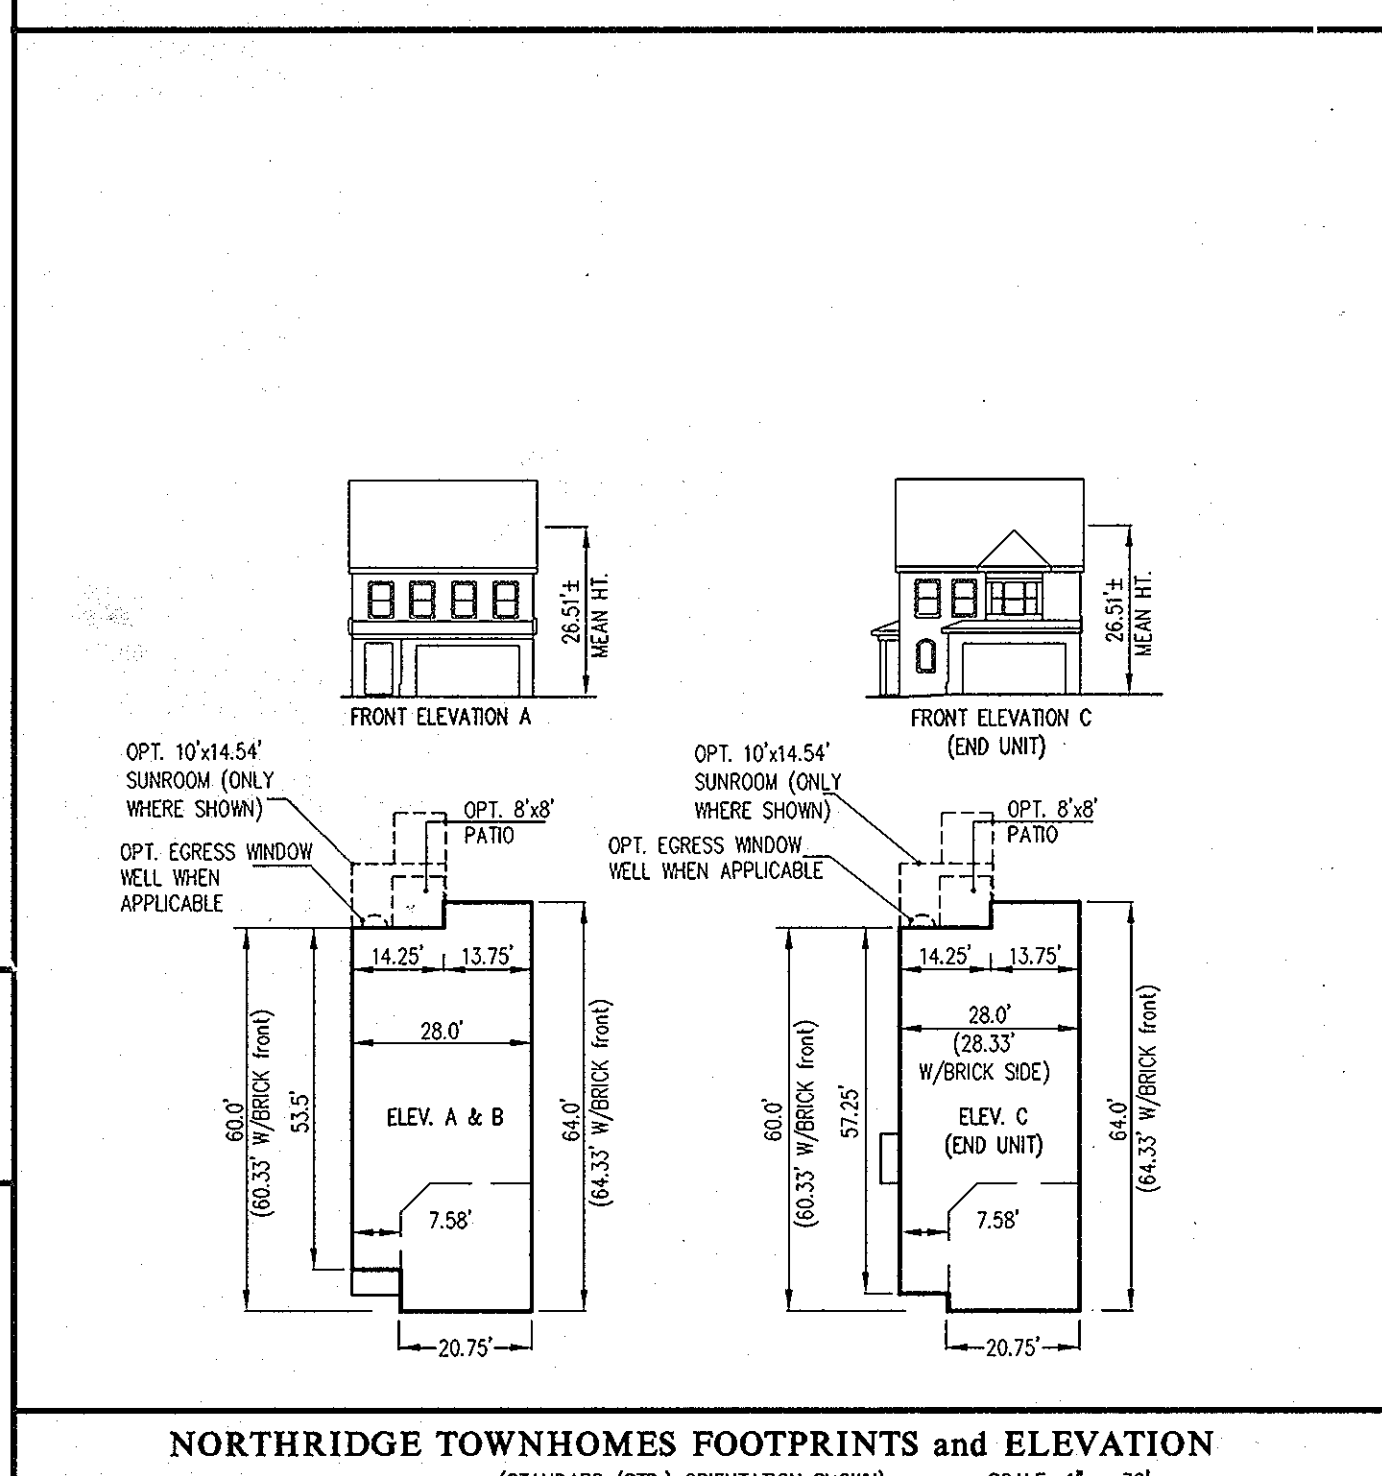 26.51'±
MEAN HT.
FRONT ELEVATION A
26.51'±
MEAN HT.
FRONT ELEVATION C
(END UNIT)
OPT. 10'x14.54'
SUNROOM (ONLY
WHERE SHOWN)
OPT. 8'x8'
PATIO
OPT. EGRESS WINDOW
WELL WHEN
APPLICABLE
14.25'
13.75'
28.0'
60.0'
(60.33' W/BRICK front)
53.5'
ELEV. A & B
64.0'
(64.33' W/BRICK front)
7.58'
20.75'
OPT. 10'x14.54'
SUNROOM (ONLY
WHERE SHOWN)
OPT. 8'x8'
PATIO
OPT. EGRESS WINDOW
WELL WHEN APPLICABLE
14.25'
13.75'
28.0'
(28.33'
W/BRICK SIDE)
60.0'
(60.33' W/BRICK front)
57.25'
ELEV. C
(END UNIT)
64.0'
(64.33' W/BRICK front)
7.58'
20.75'
NORTHRIDGE TOWNHOMES FOOTPRINTS and ELEVATION